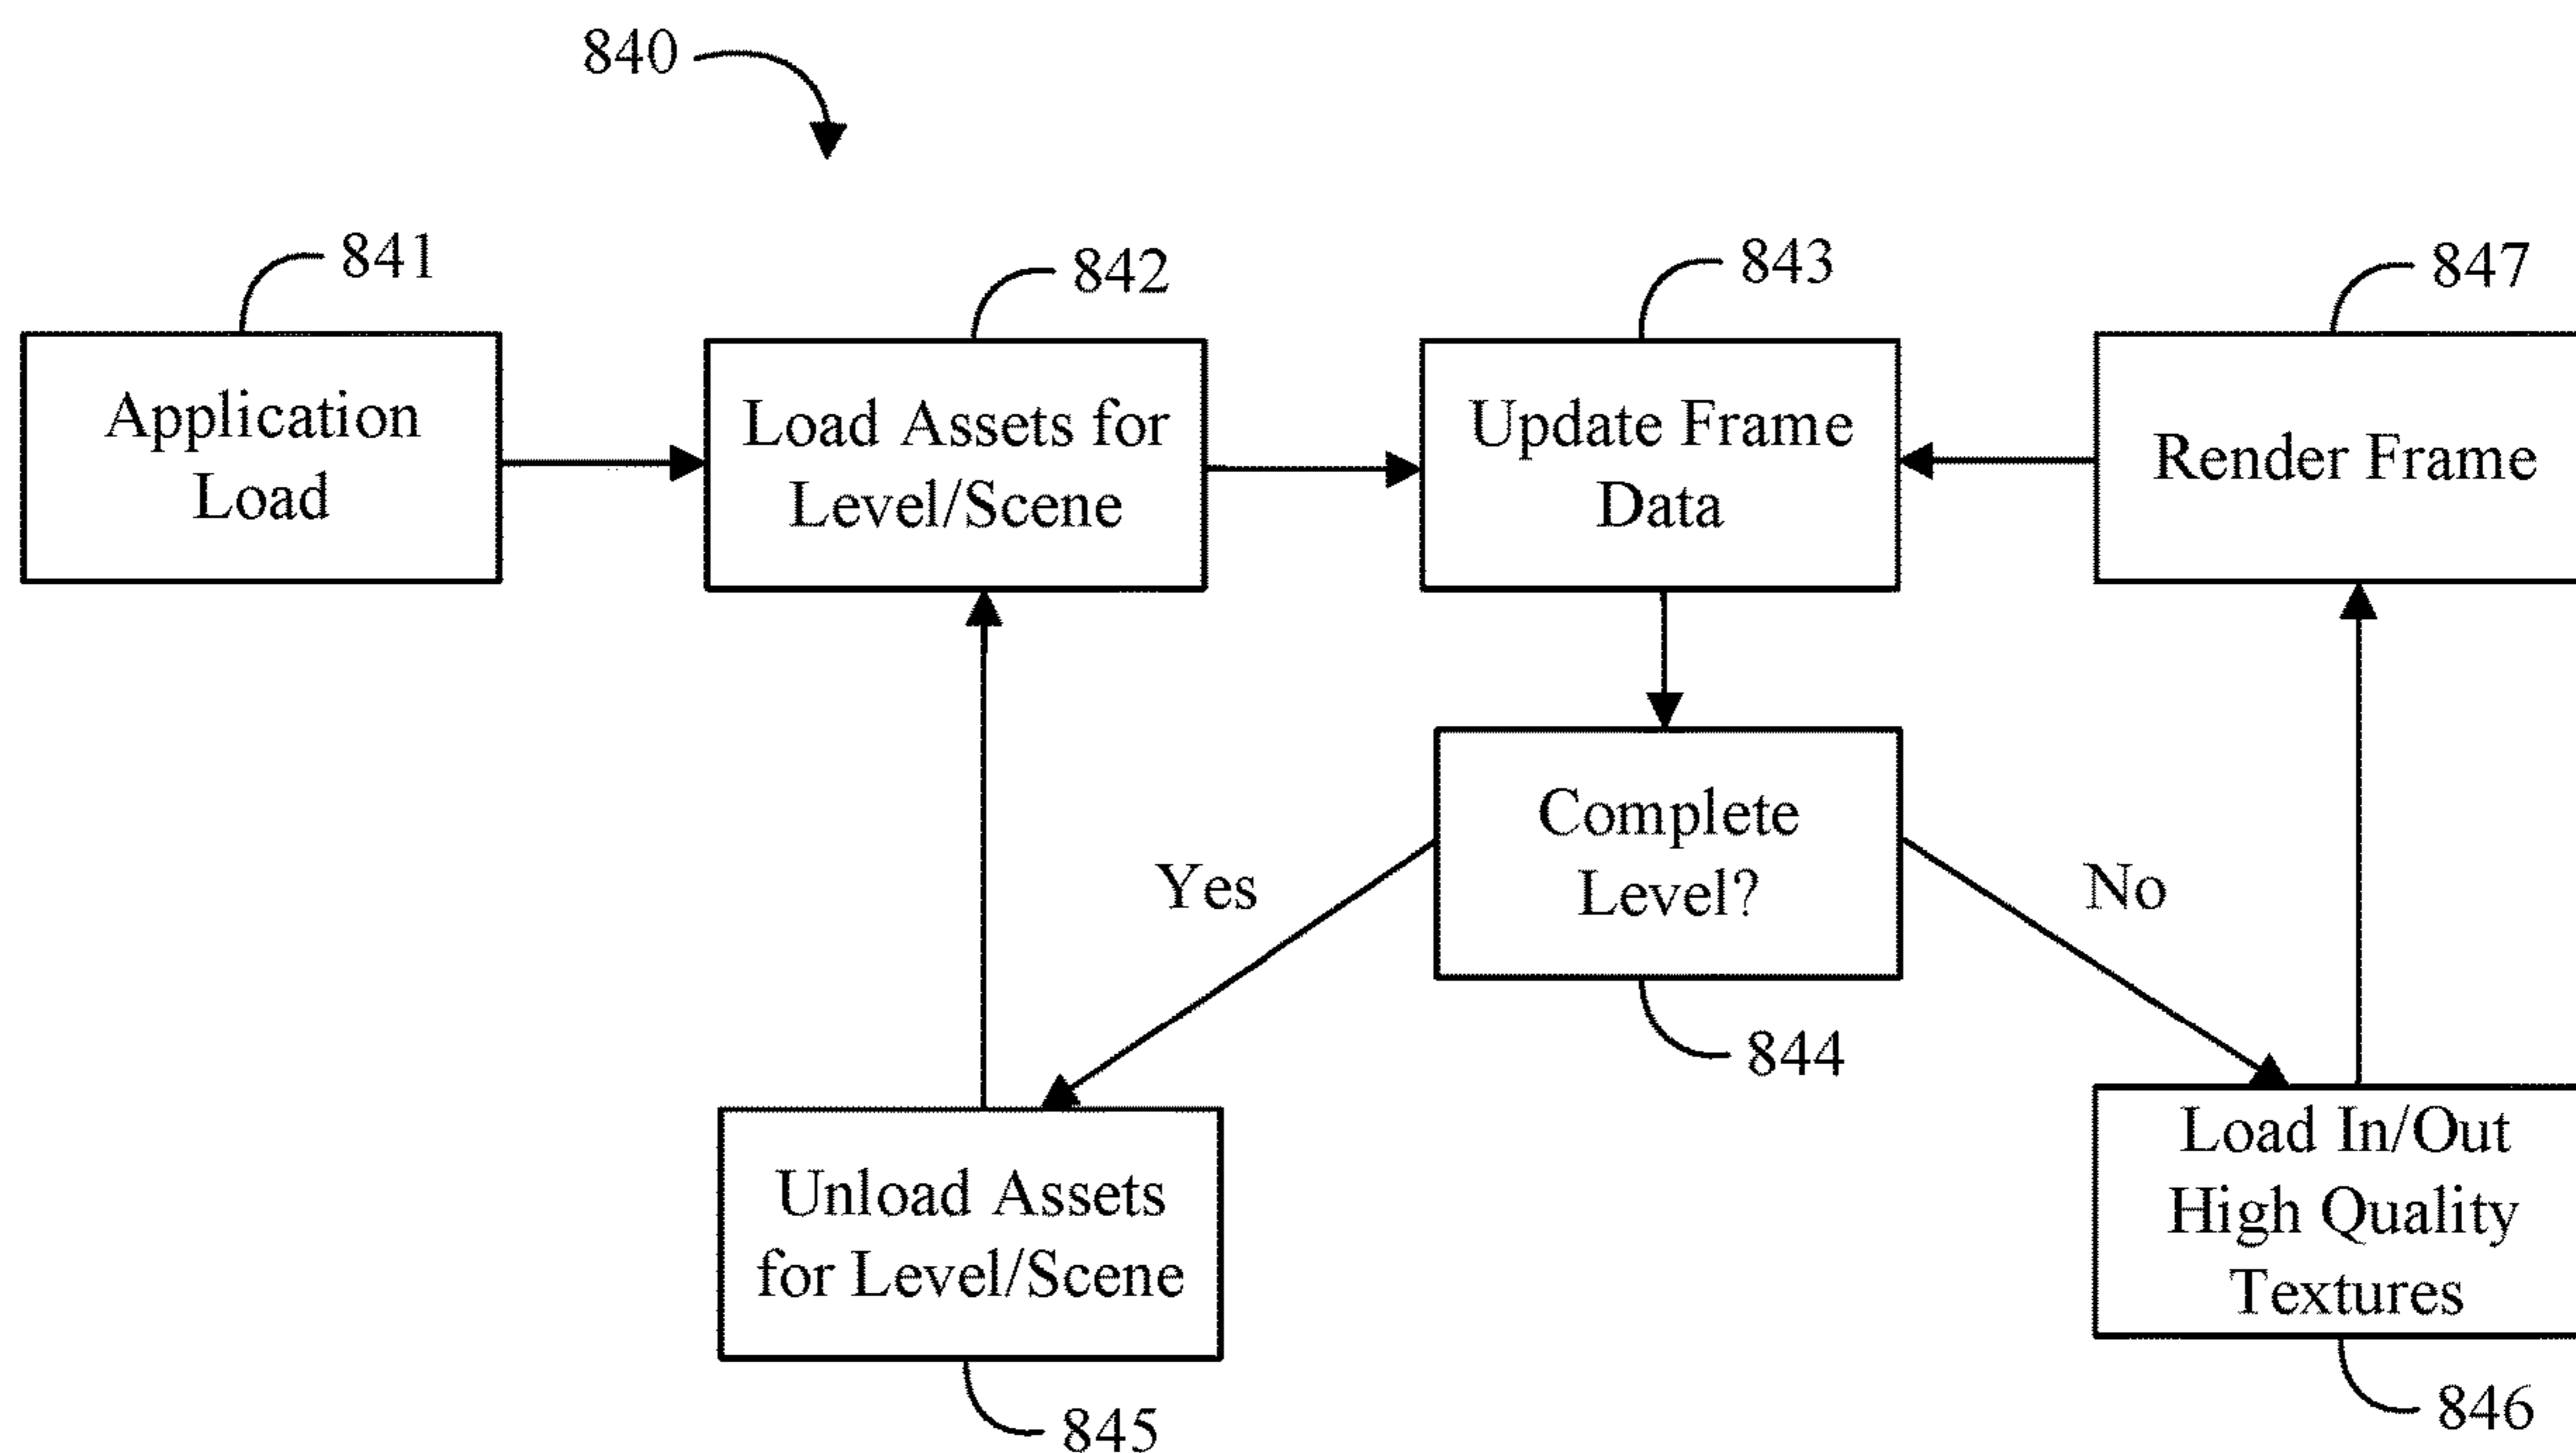 840
841
842
843
847
Application
Load
Load Assets for
Level/Scene
Update Frame
Data
Render Frame
Complete
Level?
Yes
No
844
Unload Assets
for Level/Scene
Load In/Out
High Quality
Textures
845
846